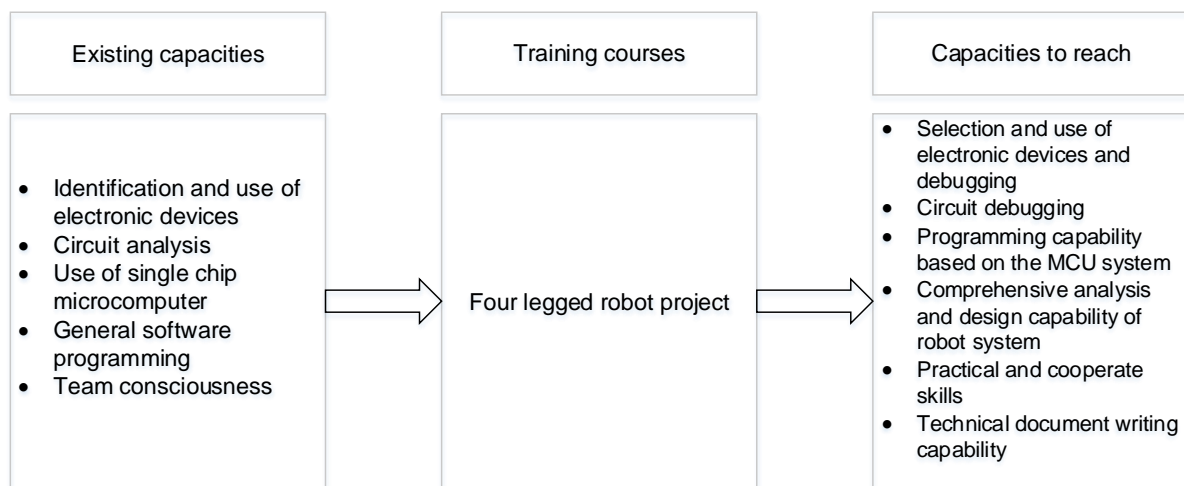 Existing capacities
Training courses
Capacities to reach
• Identification and use of
electronic devices
• Circuit analysis
• Use of single chip
microcomputer
• General software
programming
• Team consciousness
Four legged robot project
• Selection and use of
electronic devices and
debugging
• Circuit debugging
• Programming capability
based on the MCU system
• Comprehensive analysis
and design capability of
robot system
• Practical and cooperate
skills
• Technical document writing
capability